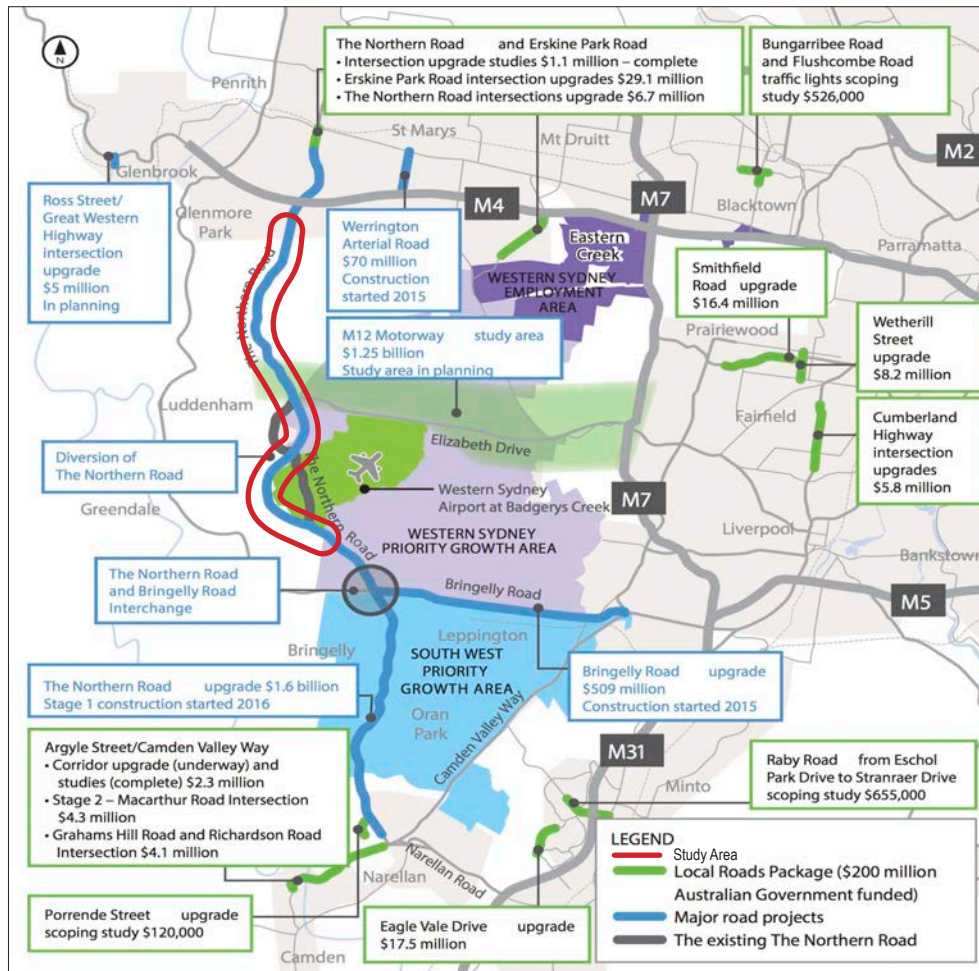 N
Penrith
The Northern Road and Erskine Park Road
• Intersection upgrade studies $1.1 million – complete
• Erskine Park Road intersection upgrades $29.1 million
• The Northern Road intersections upgrade $6.7 million
Bungarribee Road
and Flushcombe Road
traffic lights scoping
study $526,000
St Marys
Mt Druitt
M2
Glenbrook
Ross Street/
Great Western
Highway
intersection
upgrade
$5 million
In planning
Glenmore
Park
M4
M7
Blacktown
Parramatta
Werrington
Arterial Road
$70 million
Construction
started 2015
Eastern
Creek
WESTERN SYDNEY
EMPLOYMENT
AREA
Smithfield
Road upgrade
$16.4 million
The Northern Road
M12 Motorway study area
$1.25 billion
Study area in planning
Prairiewood
Wetherill
Street
upgrade
$8.2 million
Luddenham
Fairfield
Elizabeth Drive
Cumberland
Highway
intersection
upgrades
$5.8 million
Diversion of
The Northern Road
The Northern Road
Western Sydney
Airport at Badgerys Creek
M7
Greendale
WESTERN SYDNEY
PRIORITY GROWTH AREA
Liverpool
Bankstown
The Northern Road
and Bringelly Road
Interchange
Bringelly Road
M5
Bringelly
Leppington
SOUTH WEST
PRIORITY
GROWTH AREA
Bringelly Road upgrade
$509 million
Construction started 2015
The Northern Road upgrade $1.6 billion
Stage 1 construction started 2016
Oran
Park
Camden Valley Way
Argyle Street/Camden Valley Way
• Corridor upgrade (underway) and
studies (complete) $2.3 million
• Stage 2 – Macarthur Road Intersection
$4.3 million
• Grahams Hill Road and Richardson Road
Intersection $4.1 million
M31
Minto
Raby Road from Eschol
Park Drive to Stranraer Drive
scoping study $655,000
Narellan
Narellan Road
Porrende Street upgrade
scoping study $120,000
Camden
Eagle Vale Drive upgrade
$17.5 million
LEGEND
Study Area
Local Roads Package ($200 million
Australian Government funded)
Major road projects
The existing The Northern Road